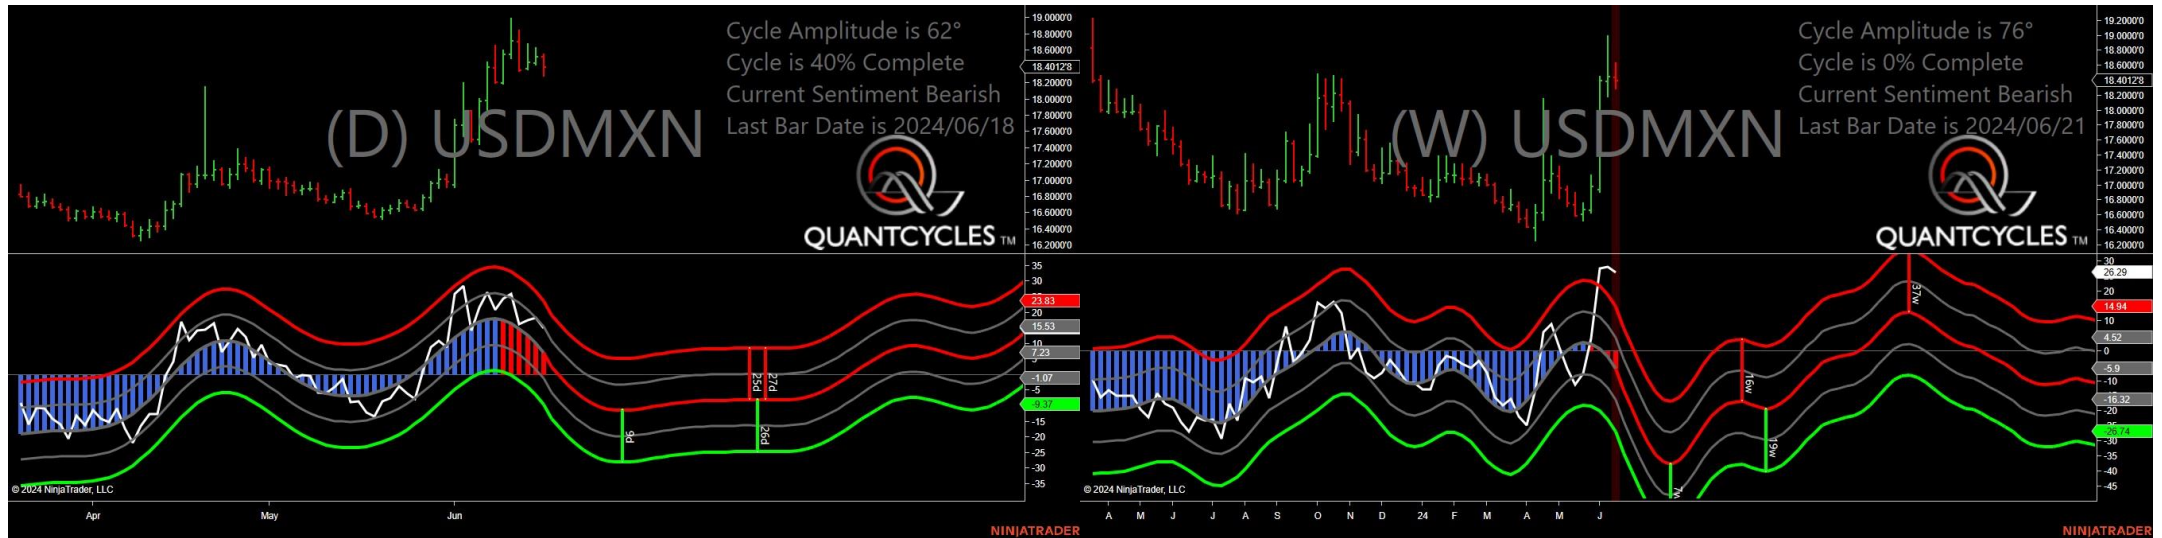 Cycle Amplitude is 62°
Cycle is 40% Complete
Current Sentiment Bearish
Last Bar Date is 2024/06/18
(D) USDMXN
QUANTCYCLES TM
19.0000'0
18.8000'0
18.6000'0
18.4012'8
18.2000'0
18.0000'0
17.8000'0
17.6000'0
17.4000'0
17.2000'0
17.0000'0
16.8000'0
16.6000'0
16.4000'0
16.2000'0
35
30
23.83
20
15.53
10
7.23
-1.07
-5
-9.37
-15
-20
-25
-30
-35
9d
25d
27d
26d
© 2024 NinjaTrader, LLC
Apr May Jun
NINJATRADER
Cycle Amplitude is 76°
Cycle is 0% Complete
Current Sentiment Bearish
Last Bar Date is 2024/06/21
(W) USDMXN
QUANTCYCLES TM
19.2000'0
19.0000'0
18.8000'0
18.6000'0
18.4012'8
18.2000'0
18.0000'0
17.8000'0
17.6000'0
17.4000'0
17.2000'0
17.0000'0
16.8000'0
16.6000'0
16.4000'0
16.2000'0
30
26.29
20
14.94
10
4.52
0
-5.9
-10
-16.32
-20
-26.74
-30
-35
-40
-45
7w
16w
19w
37w
© 2024 NinjaTrader, LLC
A M J J A S O N D 24 F M A M J
NINJATRADER